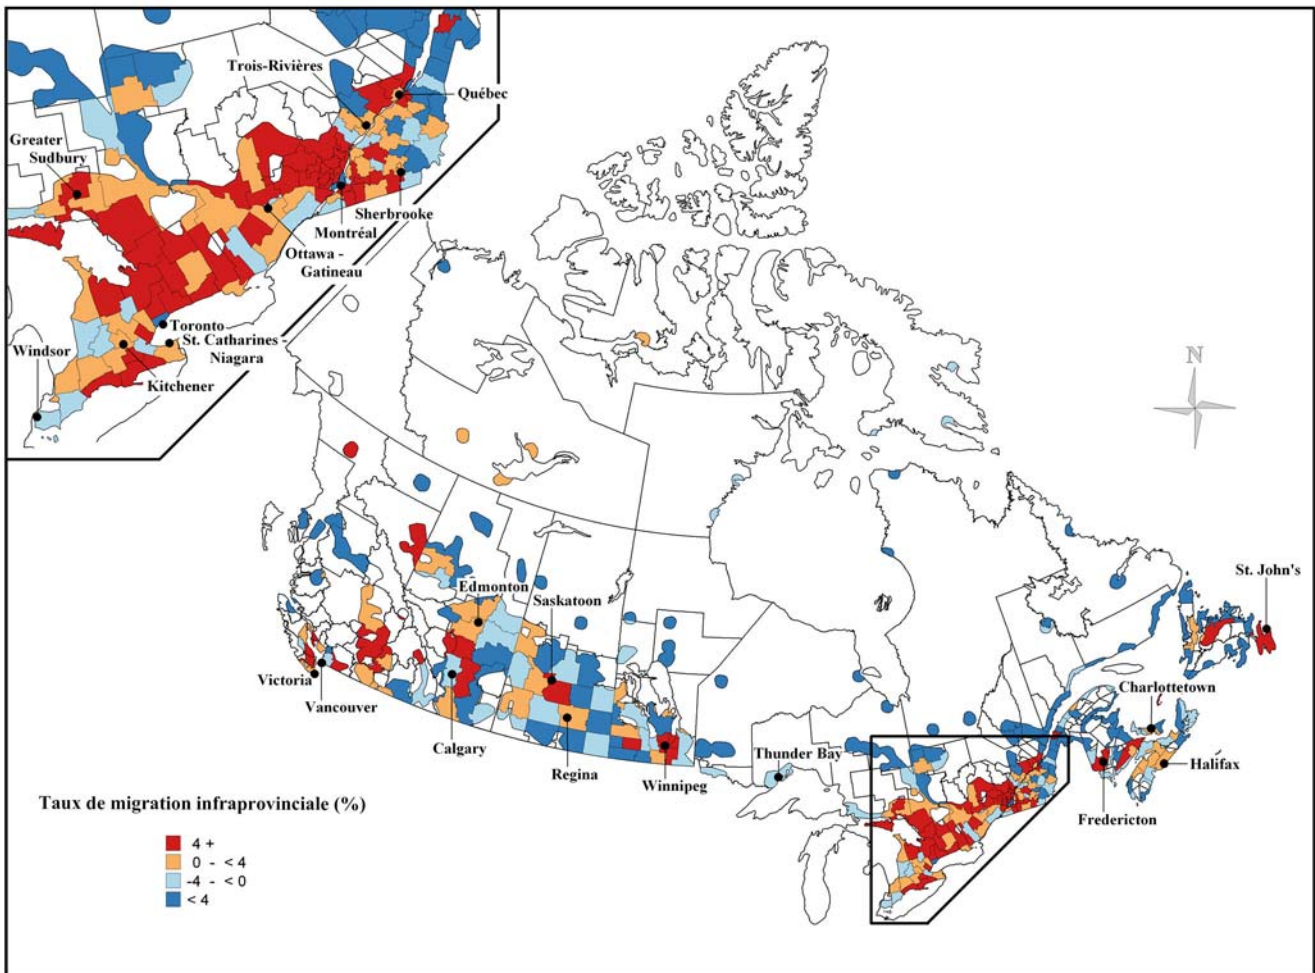 Trois-Rivières
Québec
Greater
Sudbury
Sherbrooke
Montréal
Ottawa -
Gatineau
Toronto
St. Catharines
Niagara
Windsor
Kitchener
N
Edmonton
Saskatoon
St. John's
Victoria
Vancouver
Charlottetown
Calgary
Thunder Bay
Halifax
Regina
Winnipeg
Fredericton
Taux de migration infraprovinciale (%)
4 +
0 - < 4
-4 - < 0
< 4